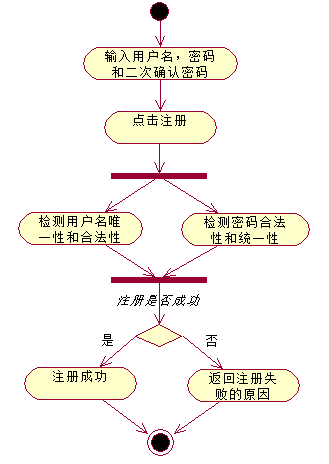 输入用户名，密码
和二次确认密码
点击注册
检测用户名唯
一性和合法性
检测密码合法
性和统一性
注册是否成功
是
否
注册成功
返回注册失
败的原因